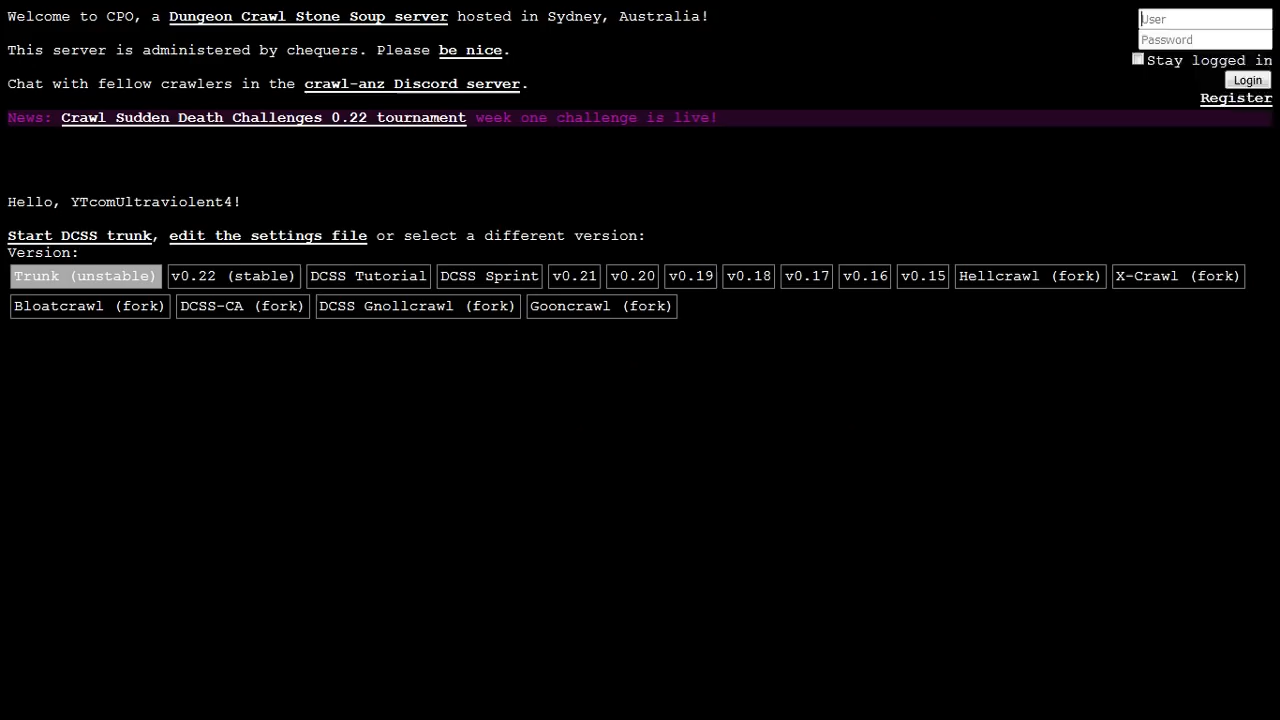 Welcome to CPO, a Dungeon Crawl Stone Soup server hosted in Sydney, Australia!
User
This server is administered by chequers. Please be nice.
Password
Stay logged in
Chat with fellow crawlers in the crawl-anz Discord server.
Login
Register
News: Crawl Sudden Death Challenges 0.22 tournament week one challenge is live!
Hello, YTcomUltraviolent4!
Start DCSS trunk, edit the settings file or select a different version:
Version:
Trunk (unstable) v0.22 (stable) DCSS Tutorial DCSS Sprint v0.21 v0.20 v0.19 v0.18 v0.17 v0.16 v0.15 Hellcrawl (fork) X-Crawl (fork)
Bloatcrawl (fork) DCSS-CA (fork) DCSS Gnollcrawl (fork) Gooncrawl (fork)